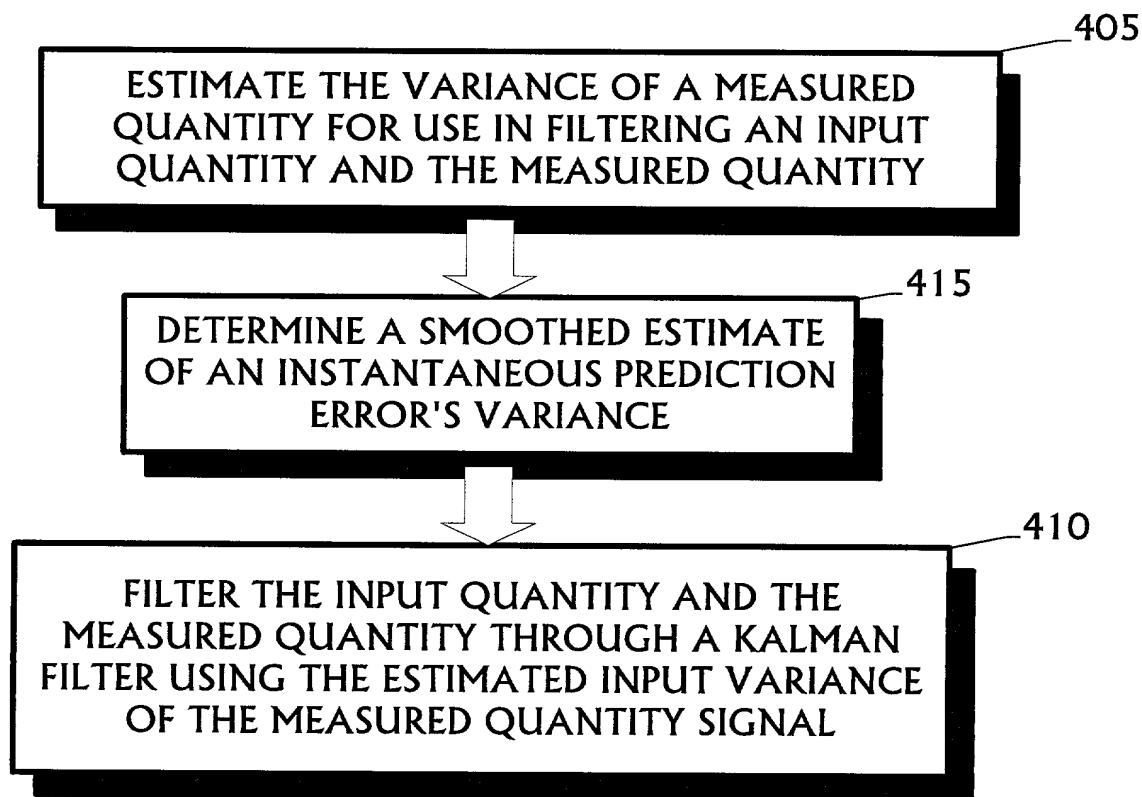 405
ESTIMATE THE VARIANCE OF A MEASURED
QUANTITY FOR USE IN FILTERING AN INPUT
QUANTITY AND THE MEASURED QUANTITY
415
DETERMINE A SMOOTHED ESTIMATE
OF AN INSTANTANEOUS PREDICTION
ERROR'S VARIANCE
410
FILTER THE INPUT QUANTITY AND THE
MEASURED QUANTITY THROUGH A KALMAN
FILTER USING THE ESTIMATED INPUT VARIANCE
OF THE MEASURED QUANTITY SIGNAL